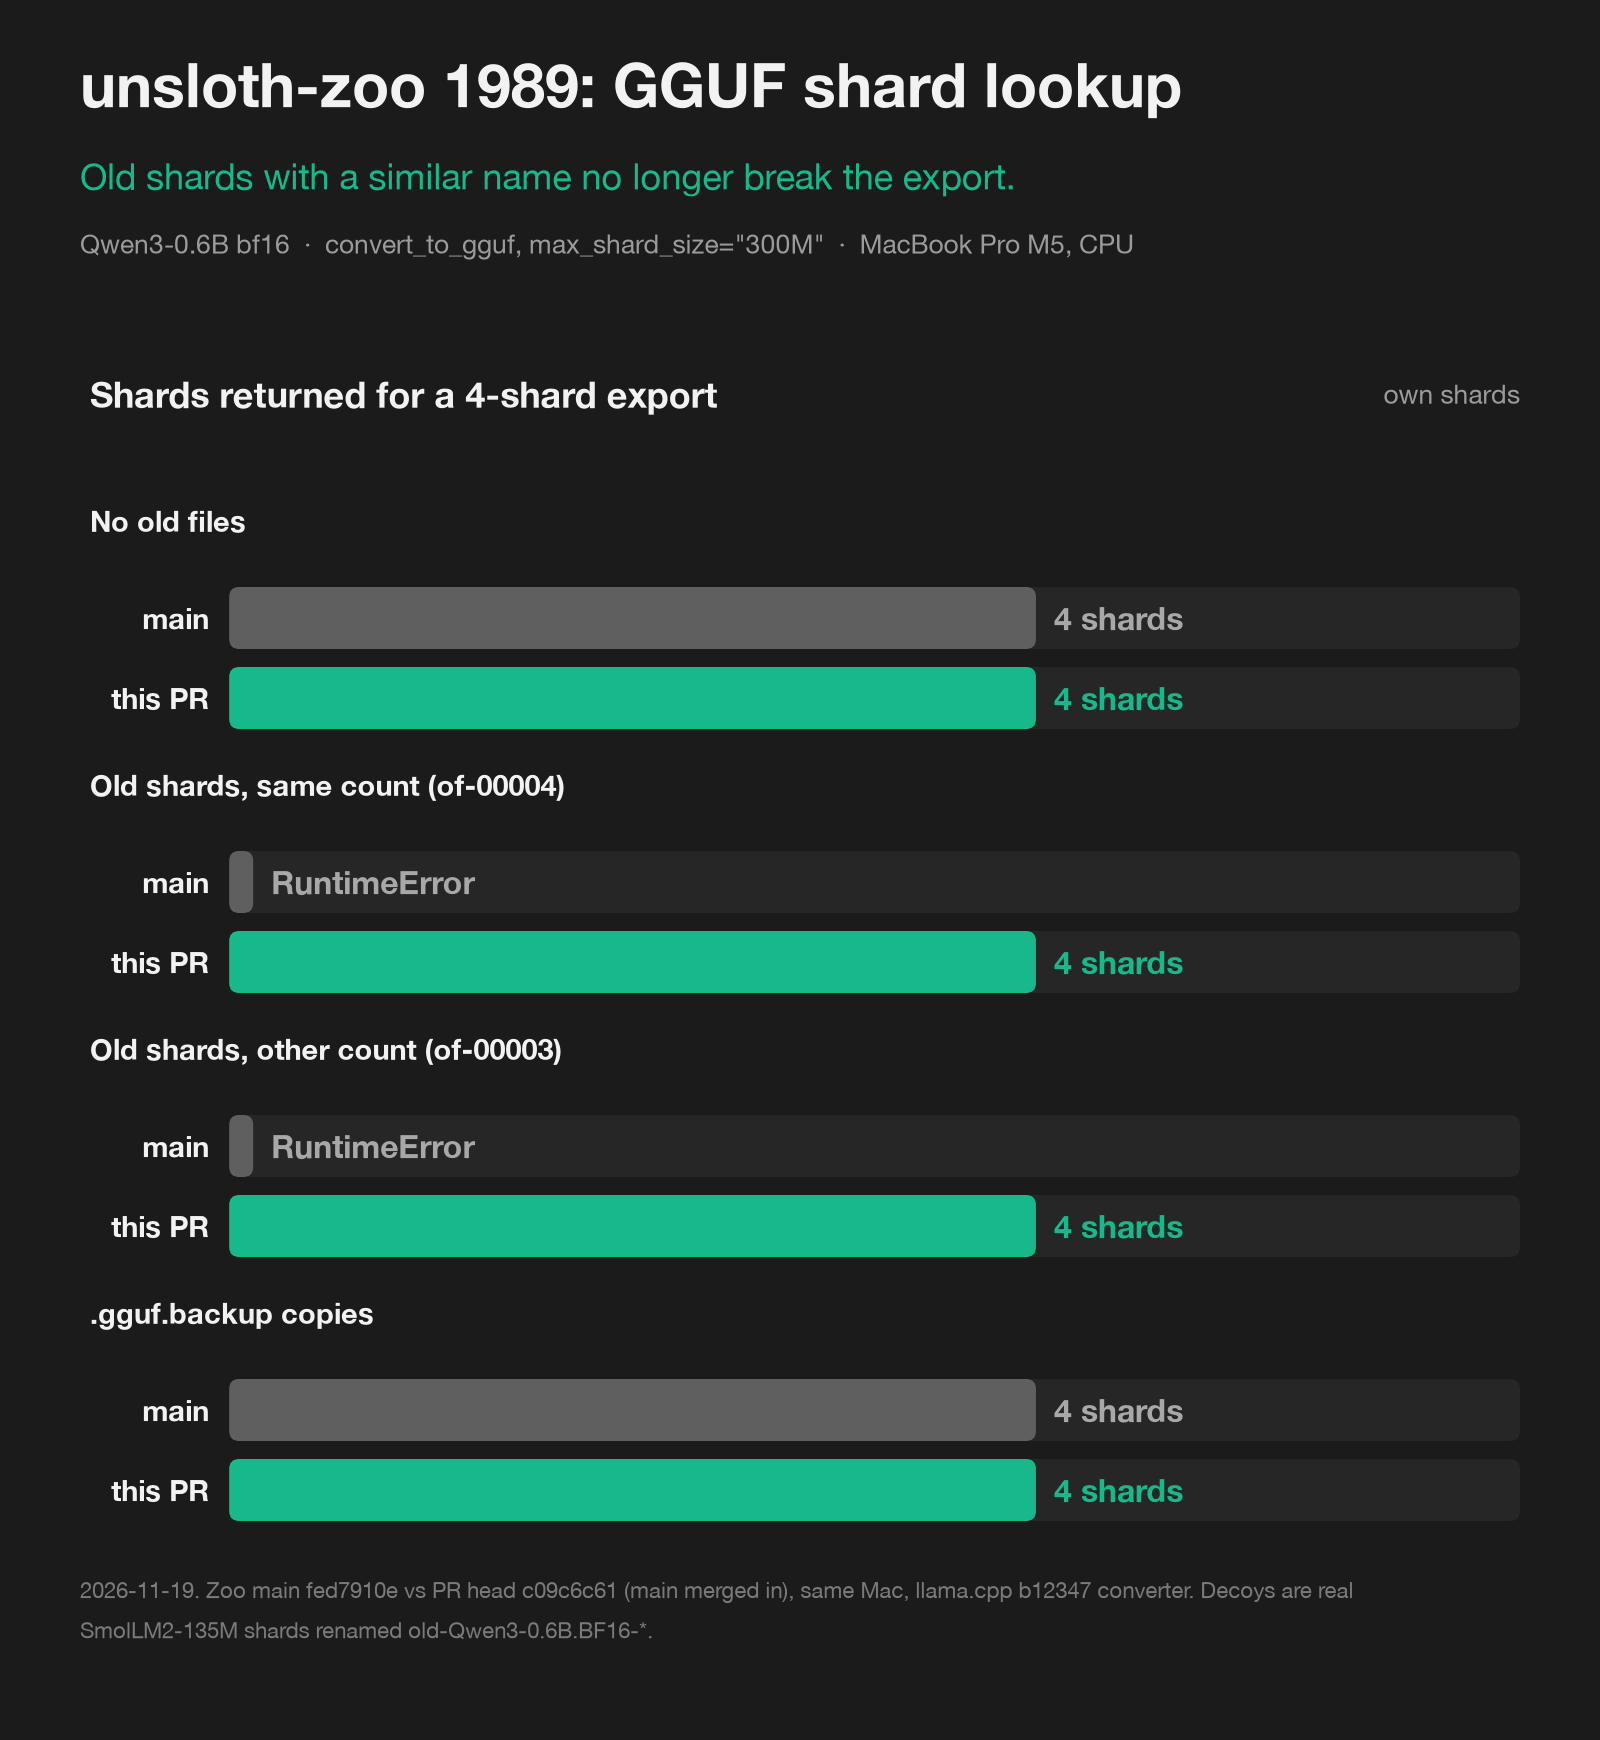 unsloth-zoo 1989: GGUF shard lookup
Old shards with a similar name no longer break the export.
Qwen3-0.6B bf16 · convert_to_gguf, max_shard_size="300M" · MacBook Pro M5, CPU
Shards returned for a 4-shard export
own shards
No old files
main
4 shards
this PR
4 shards
Old shards, same count (of-00004)
main
RuntimeError
this PR
4 shards
Old shards, other count (of-00003)
main
RuntimeError
this PR
4 shards
.gguf.backup copies
main
4 shards
this PR
4 shards
2026-11-19. Zoo main fed7910e vs PR head c09c6c61 (main merged in), same Mac, llama.cpp b12347 converter. Decoys are real
SmolLM2-135M shards renamed old-Qwen3-0.6B.BF16-*.